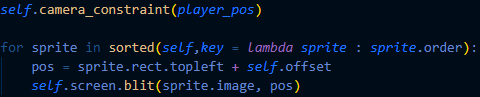 self.camera_constraint(player_pos)

for sprite in sorted(self,key = lambda sprite : sprite.order):
    pos = sprite.rect.topleft + self.offset
    self.screen.blit(sprite.image, pos)